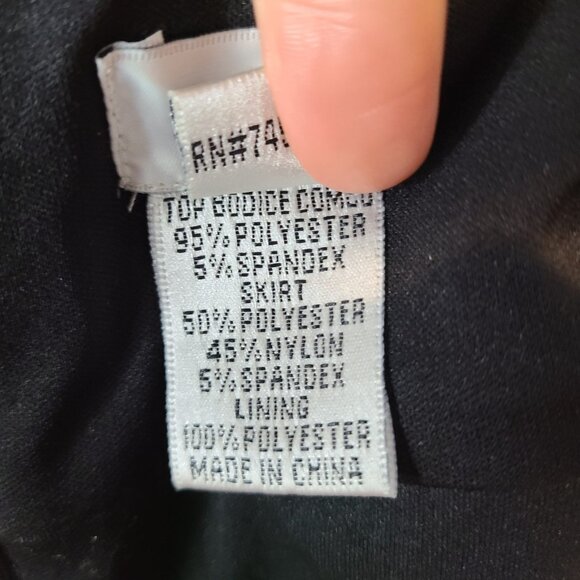 RN#74
TOP BODICE COMBO
95% POLYESTER
5% SPANDEX
SKIRT
50% POLYESTER
45% NYLON
5% SPANDEX
LINING
100% POLYESTER
MADE IN CHINA